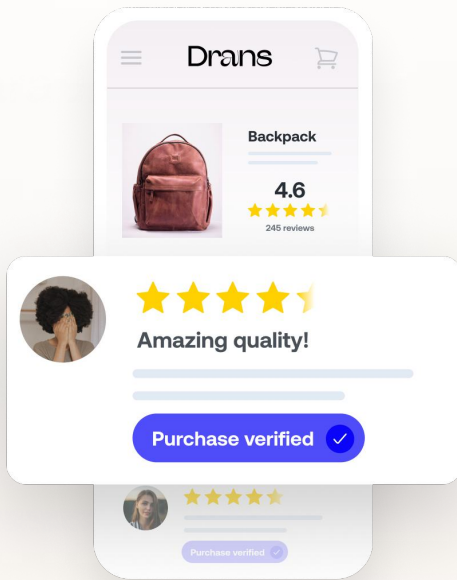 Drans
Backpack
4.6
245 reviews
Amazing quality!
Purchase verified
Purchase verified